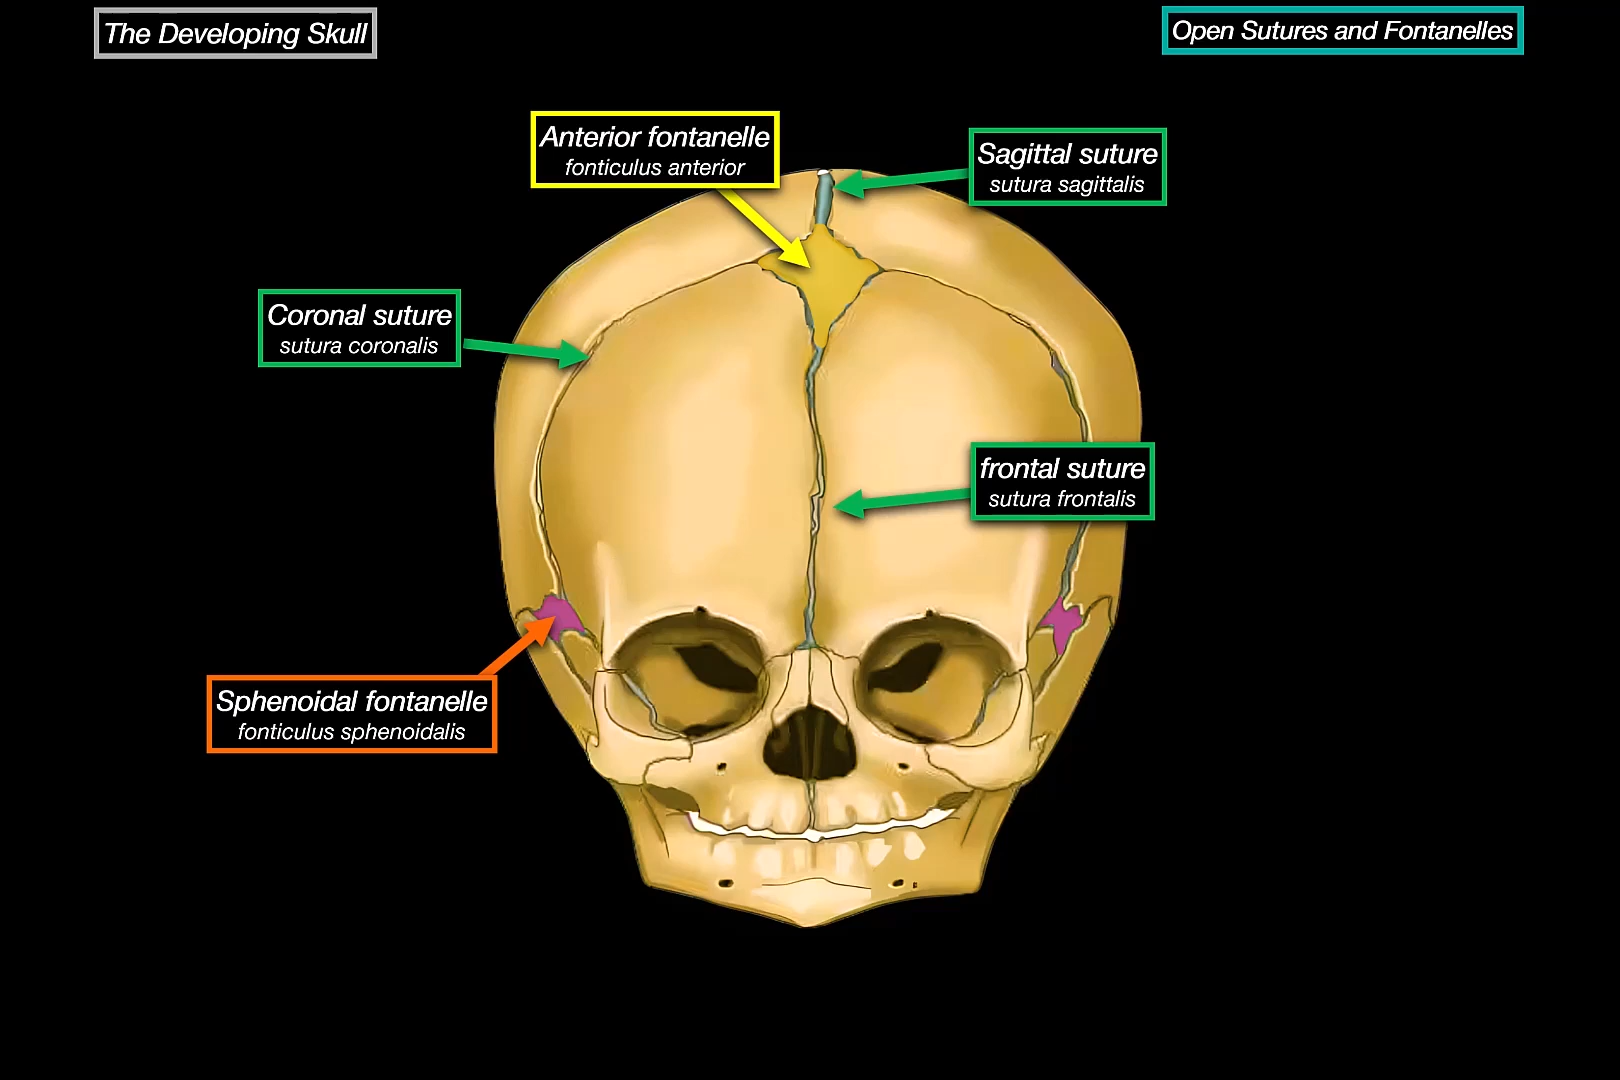 The Developing Skull
Open Sutures and Fontanelles
Anterior fontanelle
fonticulus anterior
Sagittal suture
sutura sagittalis
Coronal suture
sutura coronalis
frontal suture
sutura frontalis
Sphenoidal fontanelle
fonticulus sphenoidalis